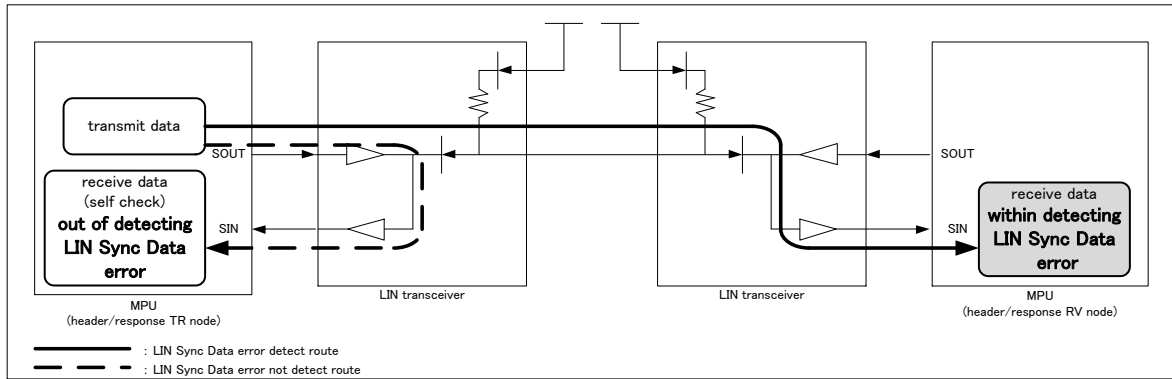 transmit data
SOUT
receive data
(self check)
out of detecting
LIN Sync Data
error
SIN
MPU
(header/response TR node)
LIN transceiver
LIN transceiver
SOUT
SIN
receive data
within detecting
LIN Sync Data
error
MPU
(header/response RV node)
: LIN Sync Data error detect route
: LIN Sync Data error not detect route